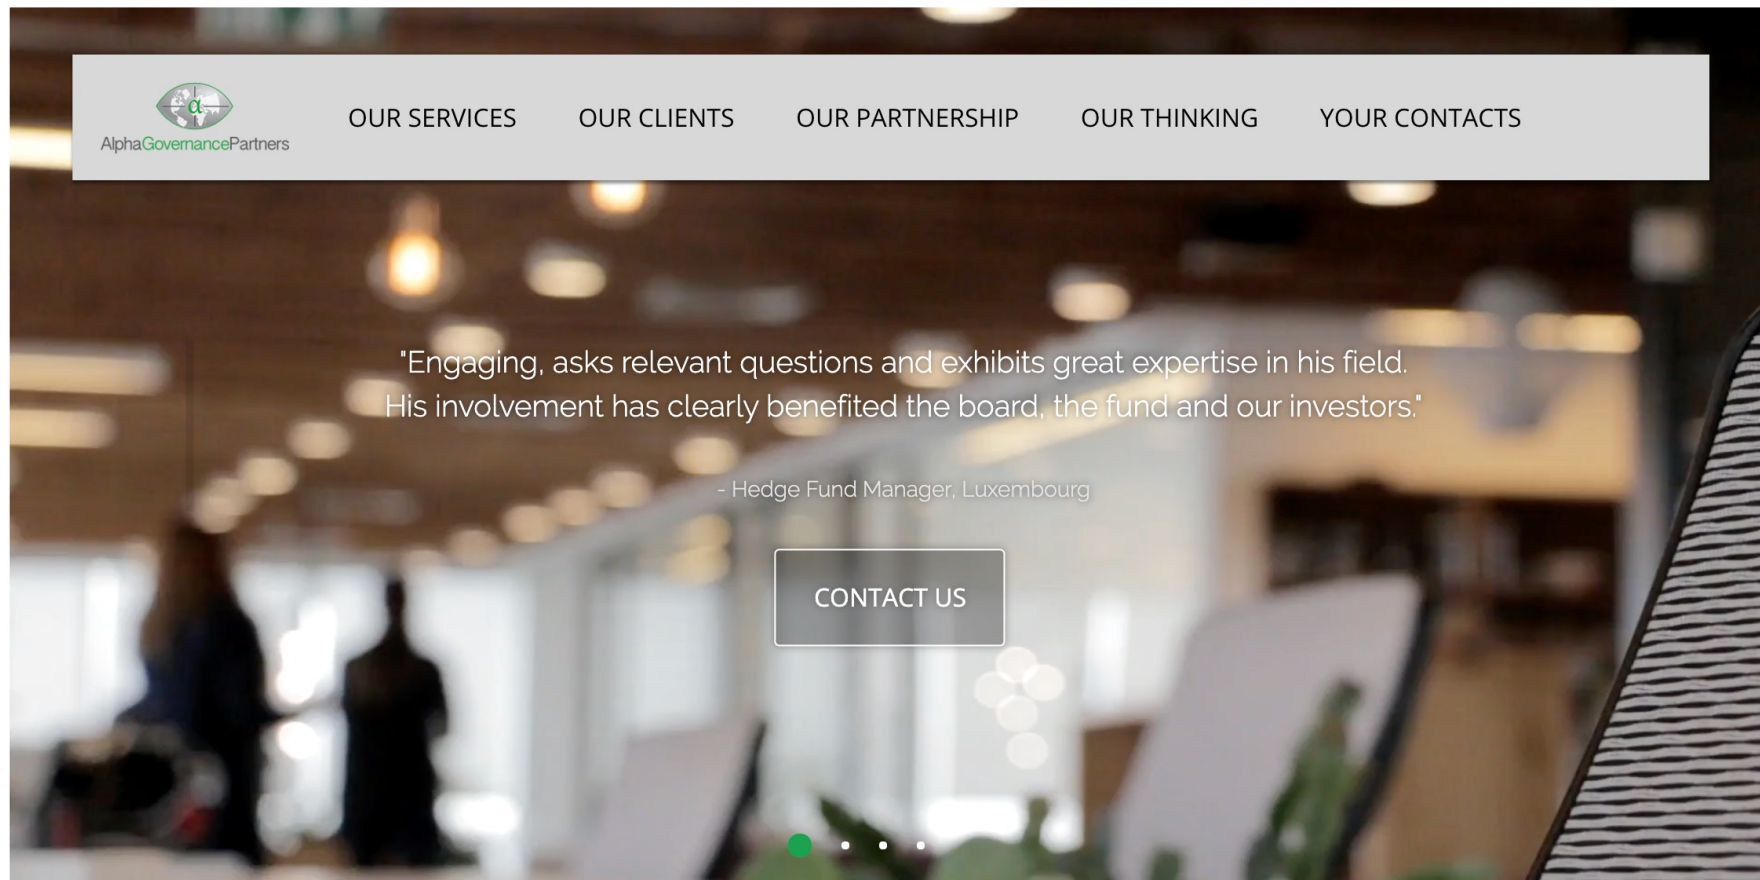 α
AlphaGovernancePartners
OUR SERVICES
OUR CLIENTS
OUR PARTNERSHIP
OUR THINKING
YOUR CONTACTS
"Engaging, asks relevant questions and exhibits great expertise in his field.
His involvement has clearly benefited the board, the fund and our investors."
- Hedge Fund Manager, Luxembourg
CONTACT US